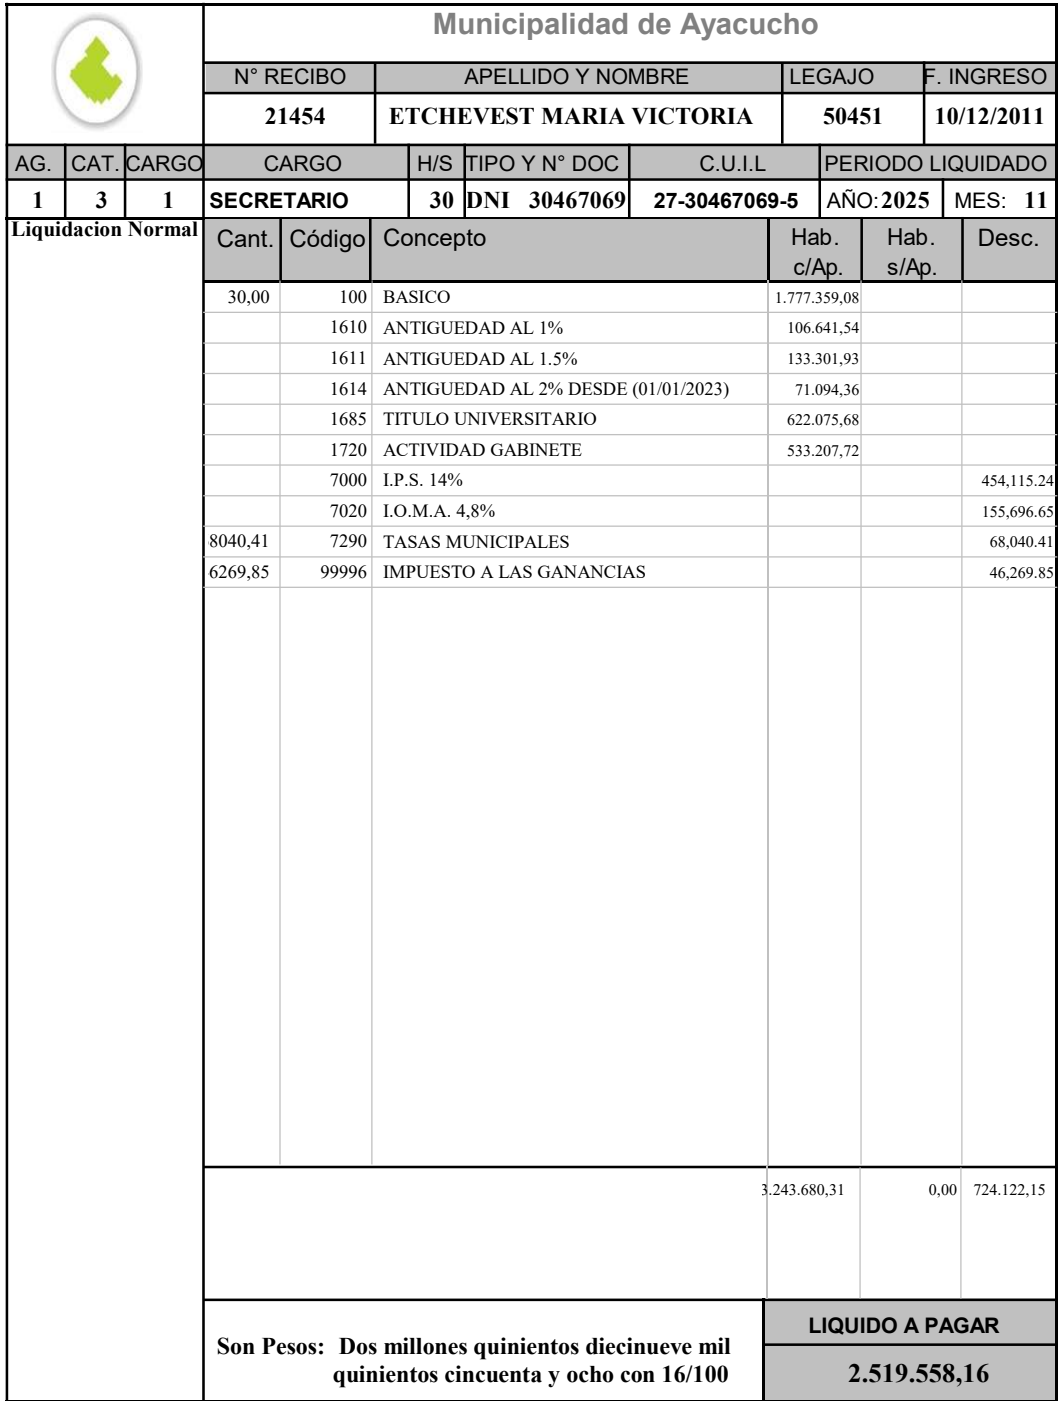 Municipalidad de Ayacucho
N° RECIBO APELLIDO Y NOMBRE LEGAJO F. INGRESO
21454 ETCHEVEST MARIA VICTORIA 50451 10/12/2011
AG. CAT. CARGO CARGO H/S TIPO Y N° DOC C.U.I.L PERIODO LIQUIDADO
1 3 1 SECRETARIO 30 DNI 30467069 27-30467069-5 AÑO: 2025 MES: 11
Liquidacion Normal
Cant. Código Concepto Hab. c/Ap. Hab. s/Ap. Desc.
30,00 100 BASICO 1.777.359,08
1610 ANTIGUEDAD AL 1% 106.641,54
1611 ANTIGUEDAD AL 1.5% 133.301,93
1614 ANTIGUEDAD AL 2% DESDE (01/01/2023) 71.094,36
1685 TITULO UNIVERSITARIO 622.075,68
1720 ACTIVIDAD GABINETE 533.207,72
7000 I.P.S. 14% 454,115.24
7020 I.O.M.A. 4,8% 155,696.65
8040,41 7290 TASAS MUNICIPALES 68,040.41
6269,85 99996 IMPUESTO A LAS GANANCIAS 46,269.85
3.243.680,31 0,00 724.122,15
LIQUIDO A PAGAR
Son Pesos: Dos millones quinientos diecinueve mil
quinientos cincuenta y ocho con 16/100
2.519.558,16